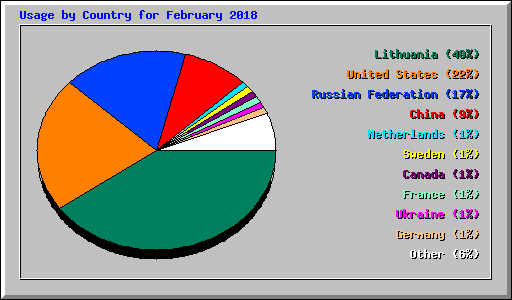 Usage by Country for February 2018
Lithuania (40%)
United States (22%)
Russian Federation (17%)
China (9%)
Netherlands (1%)
Sweden (1%)
Canada (1%)
France (1%)
Ukraine (1%)
Germany (1%)
Other (6%)